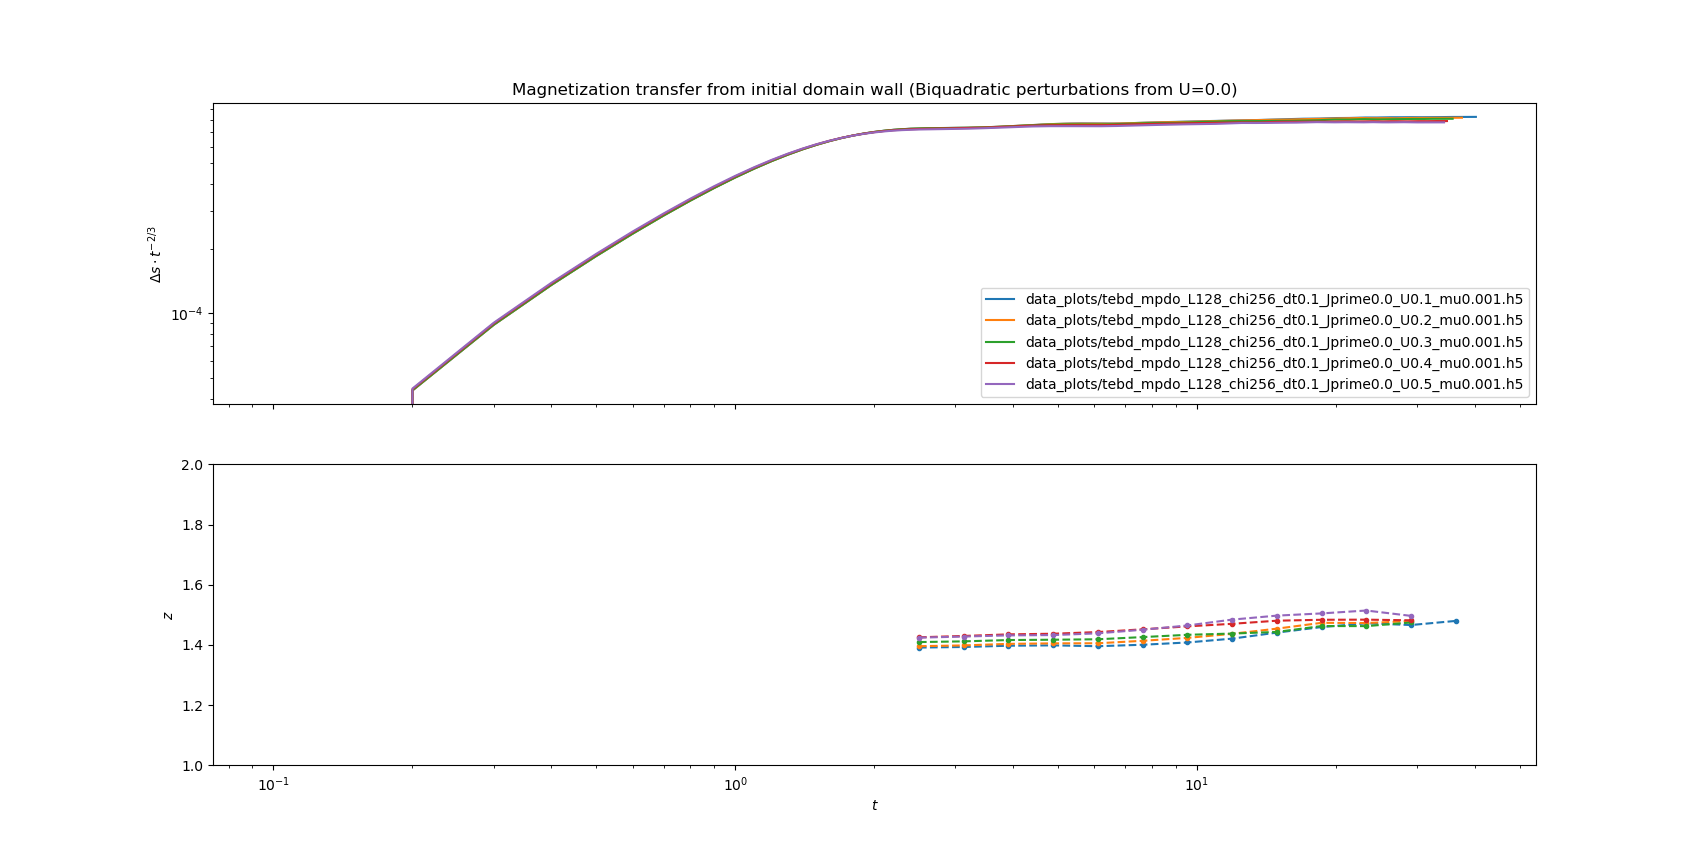 Magnetization transfer from initial domain wall (Biquadratic perturbations from U=0.0)
Δs · t^{-2/3}
10^{-4}
data_plots/tebd_mpdo_L128_chi256_dt0.1_Jprime0.0_U0.1_mu0.001.h5
data_plots/tebd_mpdo_L128_chi256_dt0.1_Jprime0.0_U0.2_mu0.001.h5
data_plots/tebd_mpdo_L128_chi256_dt0.1_Jprime0.0_U0.3_mu0.001.h5
data_plots/tebd_mpdo_L128_chi256_dt0.1_Jprime0.0_U0.4_mu0.001.h5
data_plots/tebd_mpdo_L128_chi256_dt0.1_Jprime0.0_U0.5_mu0.001.h5
2.0
1.8
1.6
z
1.4
1.2
1.0
10^{-1}
10^{0}
10^{1}
t